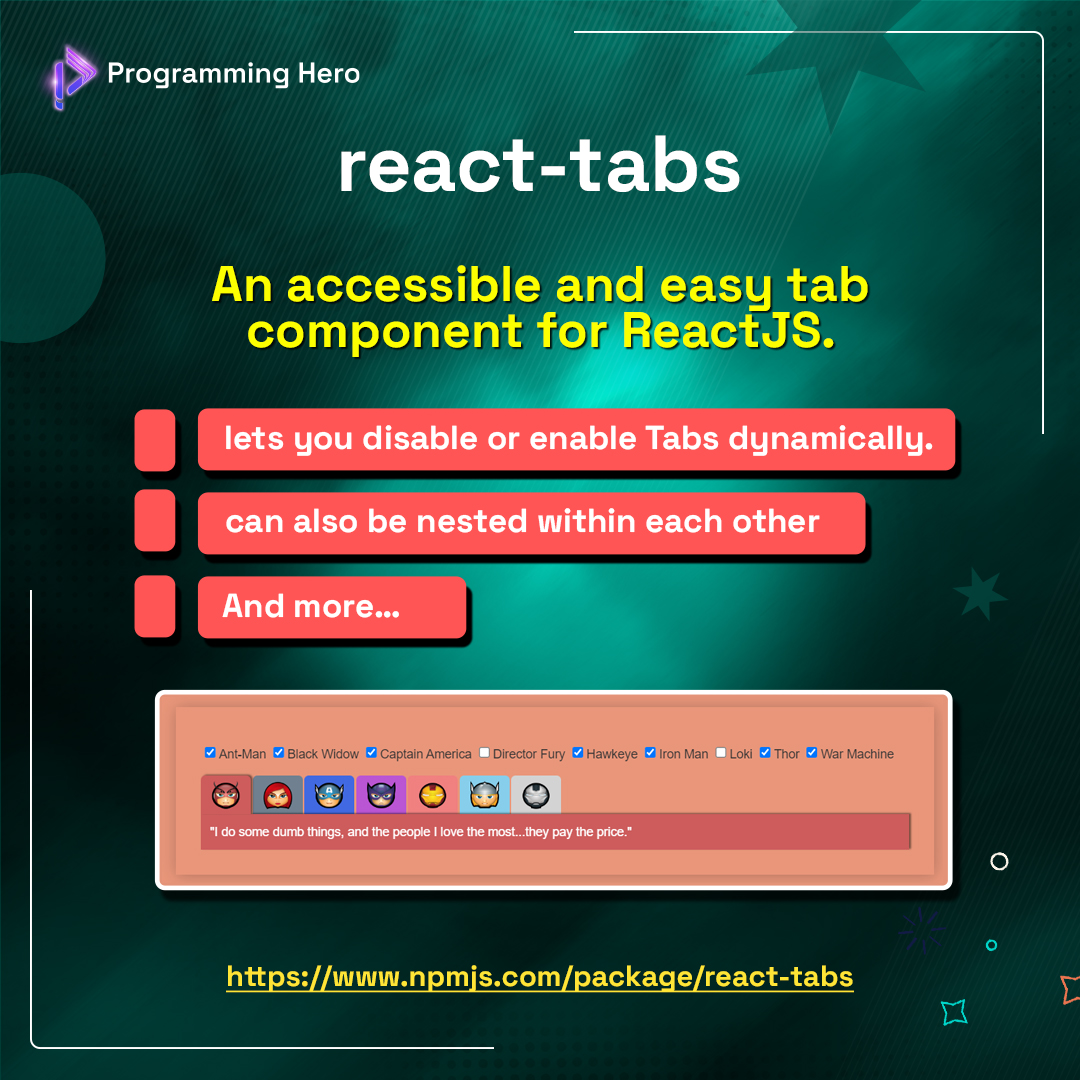 Programming Hero
react-tabs
An accessible and easy tab
component for ReactJS.
lets you disable or enable Tabs dynamically.
can also be nested within each other
And more...
Ant-Man Black Widow Captain America Director Fury Hawkeye Iron Man Loki Thor War Machine
"I do some dumb things, and the people I love the most...they pay the price."
https://www.npmjs.com/package/react-tabs